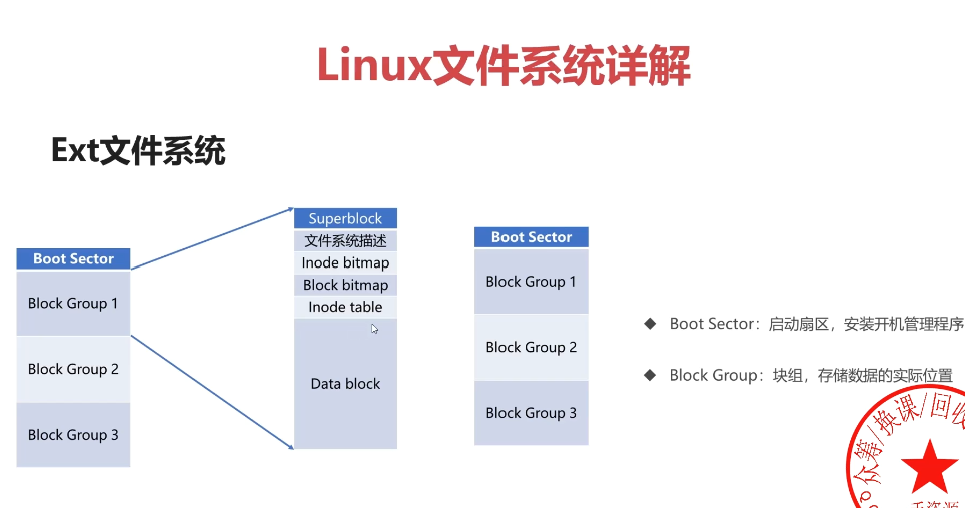 Linux文件系统详解
Ext文件系统
Boot Sector
Block Group 1
Block Group 2
Block Group 3
Superblock
文件系统描述
Inode bitmap
Block bitmap
Inode table
Data block
Boot Sector
Block Group 1
Block Group 2
Block Group 3
◆ Boot Sector：启动扇区，安装开机管理程序
◆ Block Group：块组，存储数据的实际位置
众筹/换课/回收